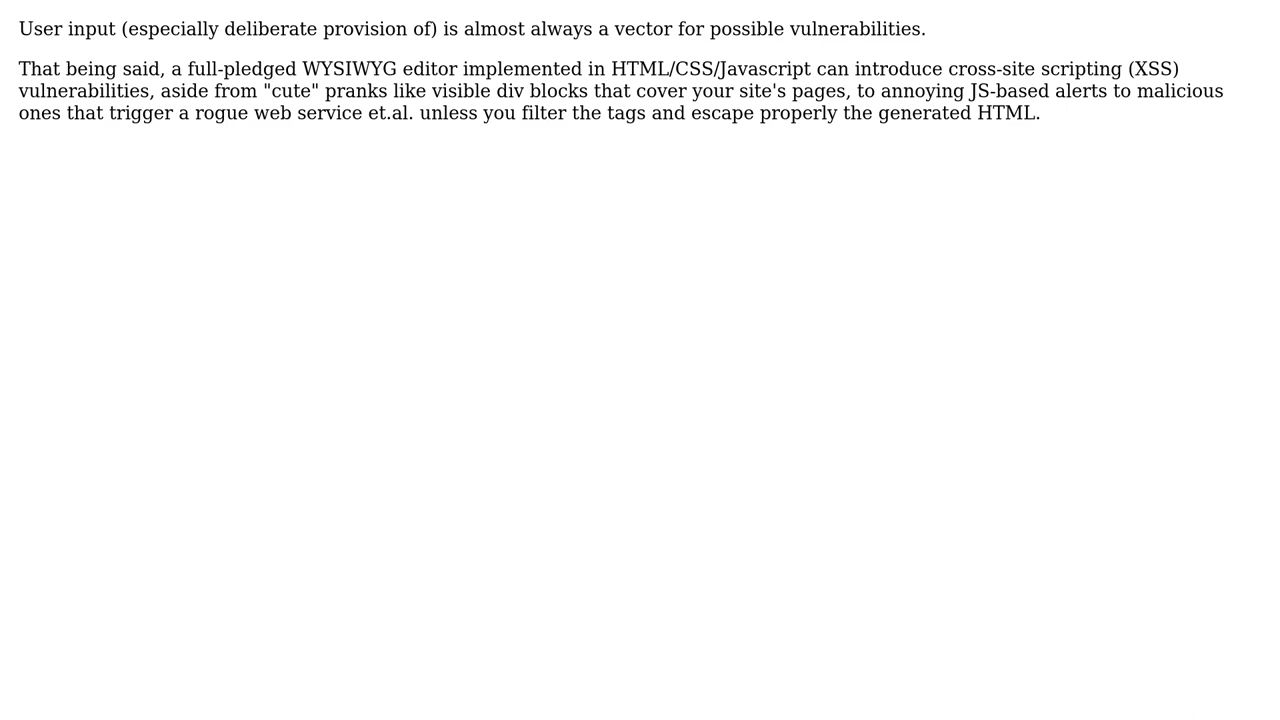 User input (especially deliberate provision of) is almost always a vector for possible vulnerabilities.
That being said, a full-pledged WYSIWYG editor implemented in HTML/CSS/Javascript can introduce cross-site scripting (XSS)
vulnerabilities, aside from "cute" pranks like visible div blocks that cover your site's pages, to annoying JS-based alerts to malicious
ones that trigger a rogue web service et.al. unless you filter the tags and escape properly the generated HTML.